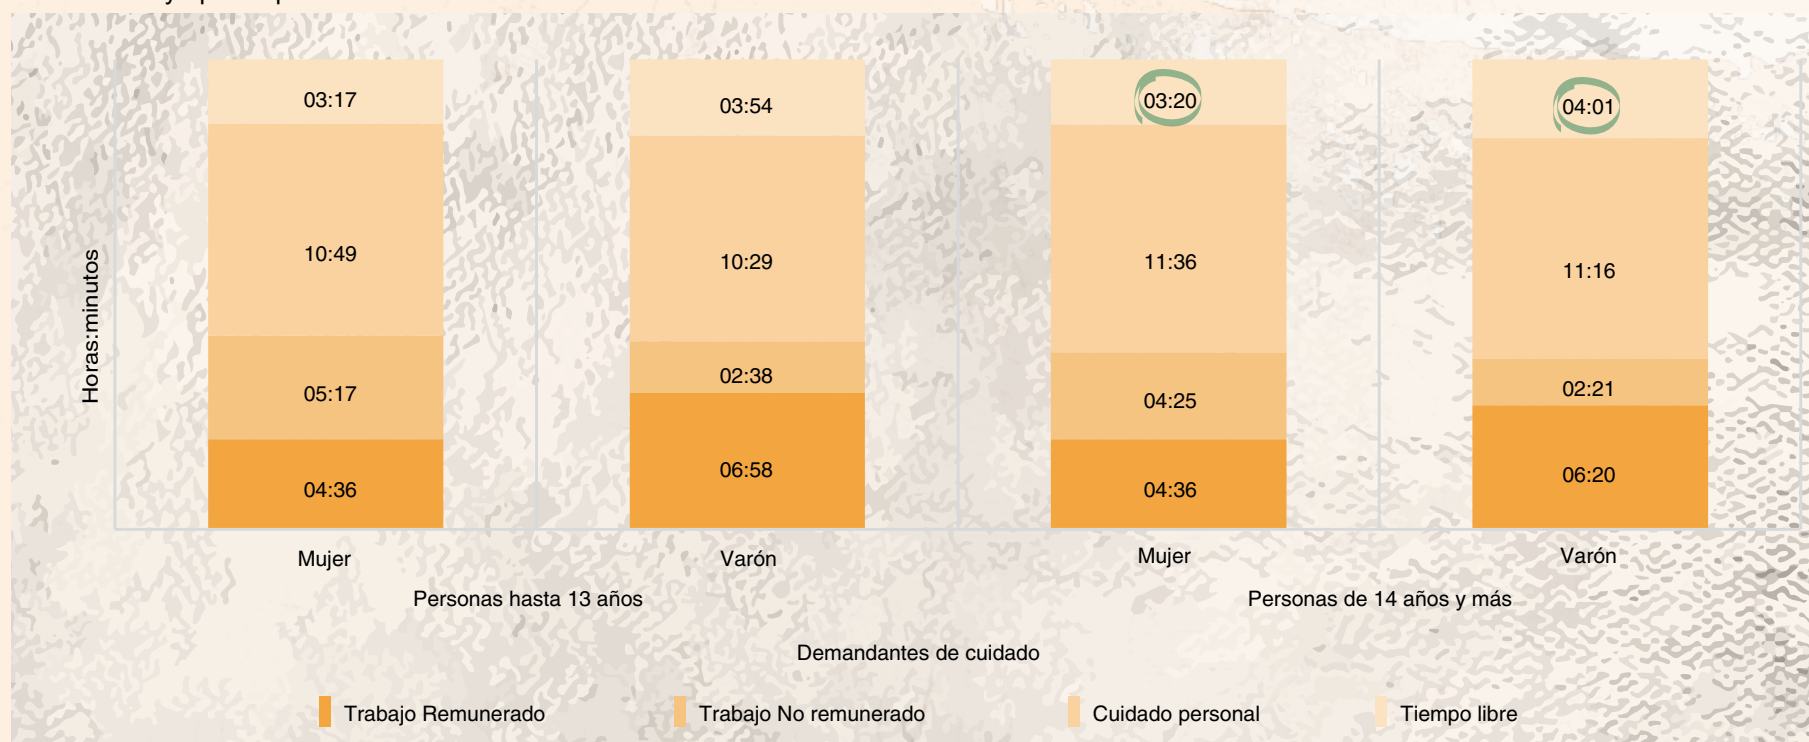 03:17
03:54
03:20
04:01
10:49
10:29
11:36
11:16
05:17
02:38
04:25
02:21
04:36
06:58
04:36
06:20
Horas:minutos
Mujer
Varón
Mujer
Varón
Personas hasta 13 años
Personas de 14 años y más
Demandantes de cuidado
Trabajo Remunerado
Trabajo No remunerado
Cuidado personal
Tiempo libre